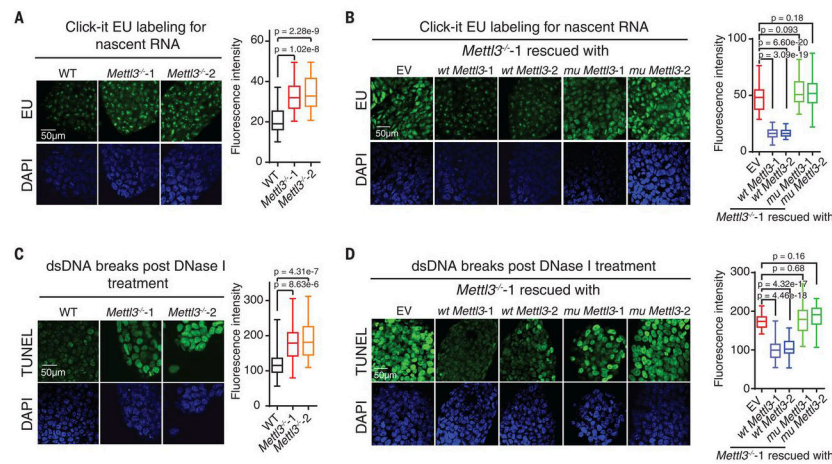 A
Click-it EU labeling for
nascent RNA
WT Mettl3-/--1 Mettl3-/--2
EU
50μm
DAPI
Fluorescence intensity
p = 2.28e-9
p = 1.02e-8
60
40
20
0
WT
Mettl3-/--1
Mettl3-/--2
B
Click-it EU labeling for nascent RNA
Mettl3-/--1 rescued with
EV wt Mettl3-1 wt Mettl3-2 mu Mettl3-1 mu Mettl3-2
EU
50μm
DAPI
Fluorescence intensity
p = 0.18
p = 0.093
p = 6.60e-20
p = 3.09e-19
100
50
0
EV
wt Mettl3-1
wt Mettl3-2
mu Mettl3-1
mu Mettl3-2
Mettl3-/--1 rescued with
C
dsDNA breaks post DNase I
treatment
WT Mettl3-/--1 Mettl3-/--2
TUNEL
50μm
DAPI
Fluorescence intensity
p = 4.31e-7
p = 8.63e-6
400
300
200
100
0
WT
Mettl3-/--1
Mettl3-/--2
D
dsDNA breaks post DNase I treatment
Mettl3-/--1 rescued with
EV wt Mettl3-1 wt Mettl3-2 mu Mettl3-1 mu Mettl3-2
TUNEL
50μm
DAPI
Fluorescence intensity
p = 0.16
p = 0.68
p = 4.32e-17
p = 4.46e-18
300
200
100
0
EV
wt Mettl3-1
wt Mettl3-2
mu Mettl3-1
mu Mettl3-2
Mettl3-/--1 rescued with